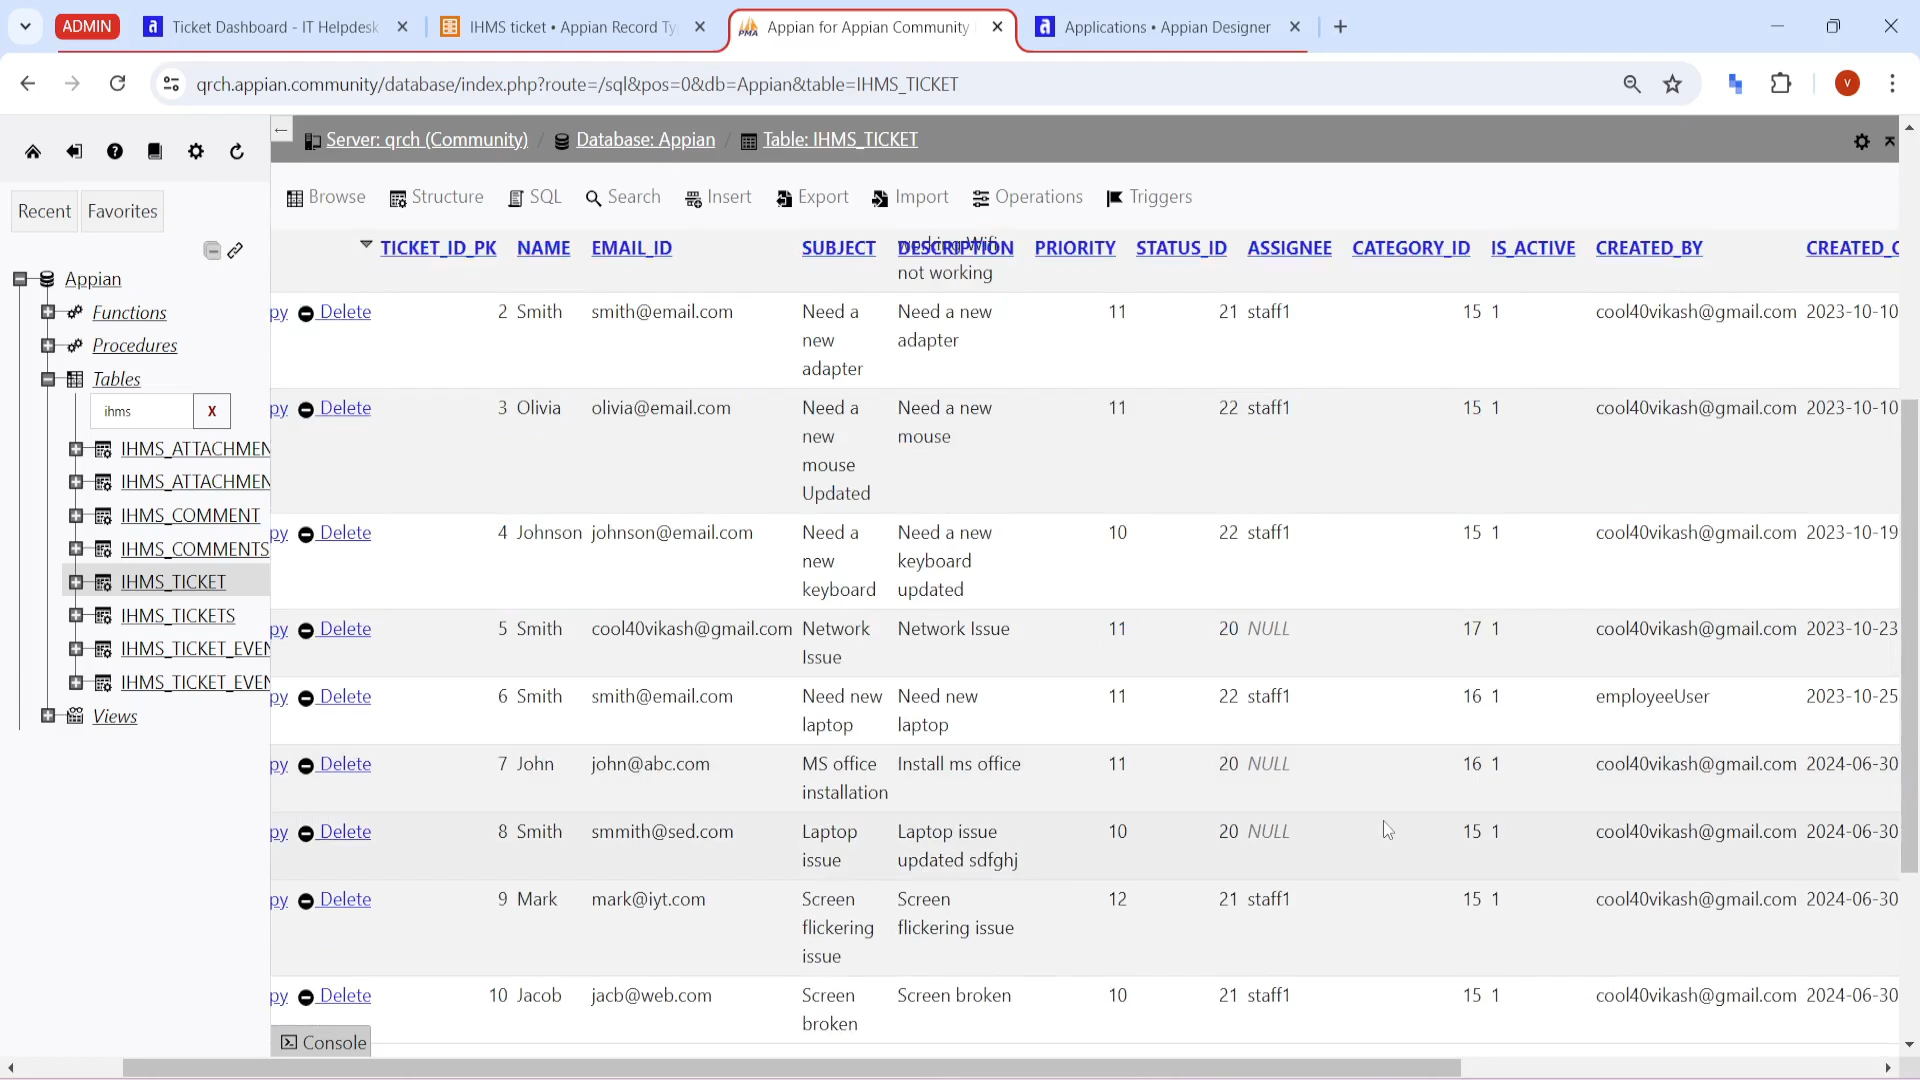 ADMIN
Ticket Dashboard - IT Helpdesk
IHMS ticket • Appian Record Ty
PMA
Appian for Appian Community
Applications • Appian Designer
qrch.appian.community/database/index.php?route=/sql&pos=0&db=Appian&table=IHMS_TICKET
V
Server: qrch (Community) / Database: Appian / Table: IHMS_TICKET
Recent
Favorites
Browse
Structure
SQL
Search
Insert
Export
Import
Operations
Triggers
Appian
Functions
Procedures
Tables
ihms
X
IHMS_ATTACHMEN
IHMS_ATTACHMEN
IHMS_COMMENT
IHMS_COMMENTS
IHMS_TICKET
IHMS_TICKETS
IHMS_TICKET_EVEN
IHMS_TICKET_EVEN
Views
TICKET_ID_PK NAME EMAIL_ID SUBJECT DESCRIPTION PRIORITY STATUS_ID ASSIGNEE CATEGORY_ID IS_ACTIVE CREATED_BY CREATED_O
working Wifi
not working
py Delete 2 Smith smith@email.com Need a Need a new 11 21 staff1 15 1 cool40vikash@gmail.com 2023-10-10
new adapter
adapter
py Delete 3 Olivia olivia@email.com Need a Need a new 11 22 staff1 15 1 cool40vikash@gmail.com 2023-10-10
new mouse
mouse
Updated
py Delete 4 Johnson johnson@email.com Need a Need a new 10 22 staff1 15 1 cool40vikash@gmail.com 2023-10-19
new keyboard
keyboard updated
py Delete 5 Smith cool40vikash@gmail.com Network Network Issue 11 20 NULL 17 1 cool40vikash@gmail.com 2023-10-23
Issue
py Delete 6 Smith smith@email.com Need new Need new 11 22 staff1 16 1 employeeUser 2023-10-25
laptop laptop
py Delete 7 John john@abc.com MS office Install ms office 11 20 NULL 16 1 cool40vikash@gmail.com 2024-06-30
installation
py Delete 8 Smith smmith@sed.com Laptop Laptop issue 10 20 NULL 15 1 cool40vikash@gmail.com 2024-06-30
issue updated sdfghj
py Delete 9 Mark mark@iyt.com Screen Screen 12 21 staff1 15 1 cool40vikash@gmail.com 2024-06-30
flickering flickering issue
issue
py Delete 10 Jacob jacb@web.com Screen Screen broken 10 21 staff1 15 1 cool40vikash@gmail.com 2024-06-30
broken
Console